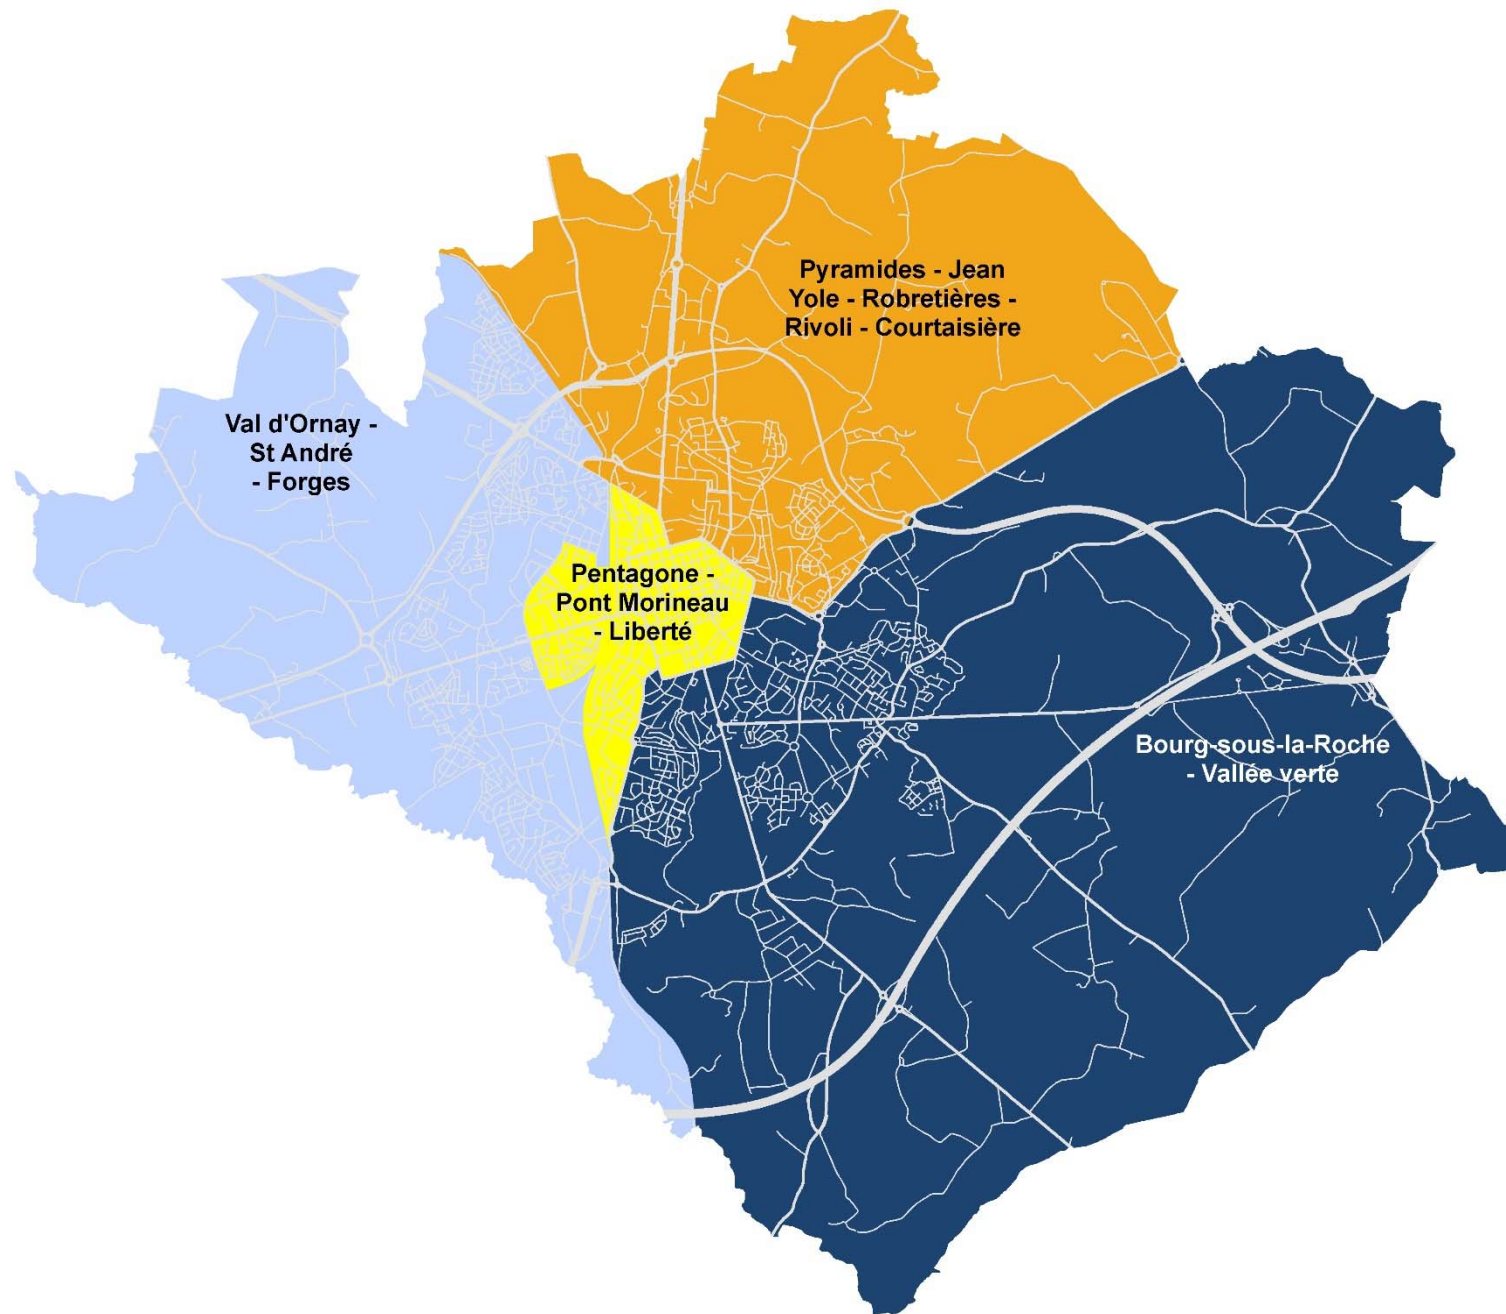 Pyramides - Jean
Yole - Robretières -
Rivoli - Courtaisière
Val d'Ornay -
St André
- Forges
Pentagone -
Pont Morineau
- Liberté
Bourg-sous-la-Roche
- Vallée verte